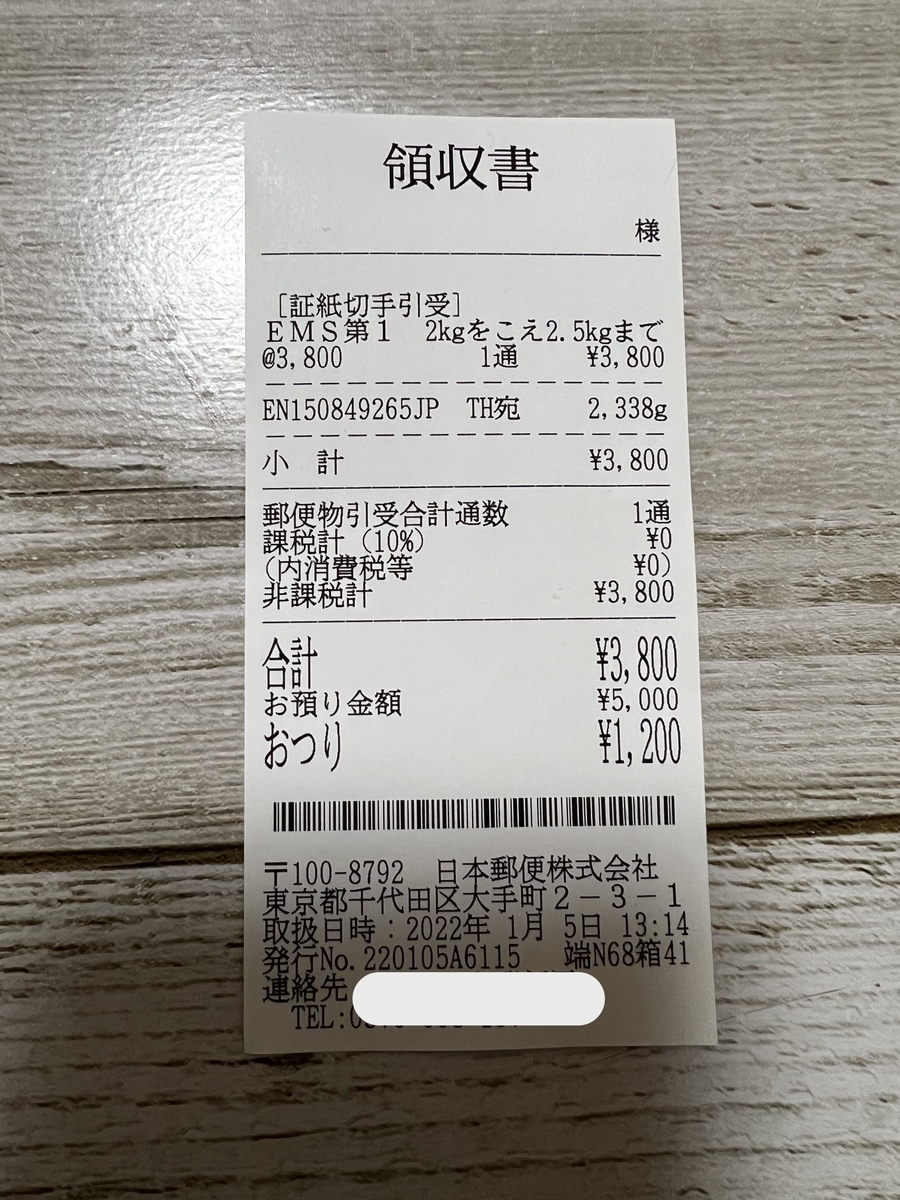 領収書
様
[証紙切手引受]
EMS第1 2kgをこえ2.5kgまで
@3,800 1通 ¥3,800
EN150849265JP TH宛 2,338g
小 計 ¥3,800
郵便物引受合計通数 1通
課税計(10%) ¥0
(内消費税等 ¥0)
非課税計 ¥3,800
合計 ¥3,800
お預り金額 ¥5,000
おつり ¥1,200
〒100-8792 日本郵便株式会社
東京都千代田区大手町2-3-1
取扱日時:2022年 1月 5日 13:14
発行No.220105A6115 端N68箱41
連絡先
TEL: